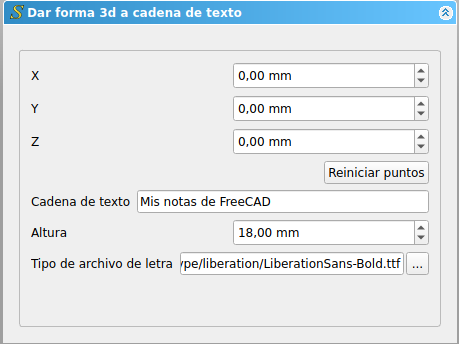 Dar forma 3d a cadena de texto
X 0,00 mm
Y 0,00 mm
Z 0,00 mm
Reiniciar puntos
Cadena de texto Mis notas de FreeCAD
Altura 18,00 mm
Tipo de archivo de letra ype/liberation/LiberationSans-Bold.ttf ...